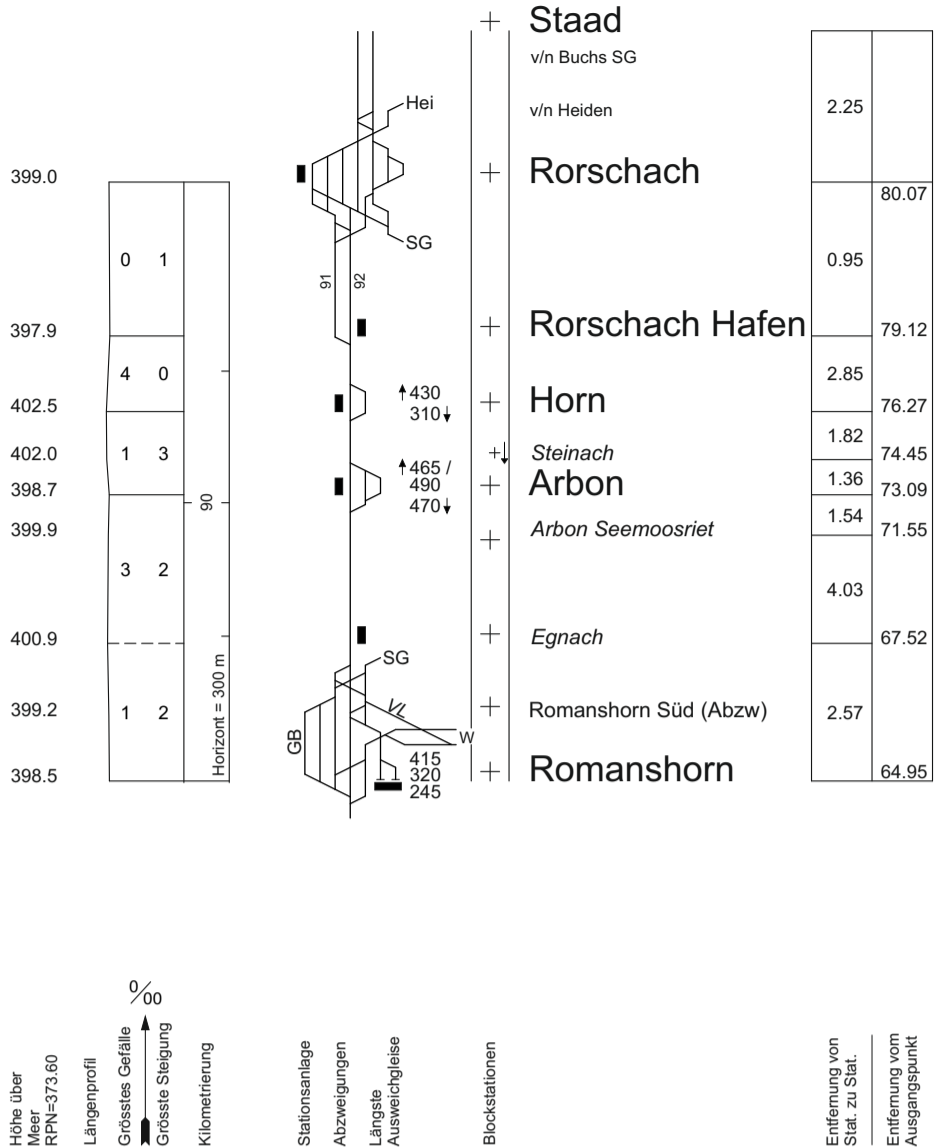 Staad
v/n Buchs SG
Hei
v/n Heiden
2.25
399.0
Rorschach
80.07
SG
0 1
91
92
0.95
397.9
Rorschach Hafen
79.12
4 0
2.85
402.5
430
310
Horn
76.27
1.82
402.0
1 3
Steinach
74.45
465 /
490
470
398.7
Arbon
1.36
73.09
90
1.54
399.9
Arbon Seemoosriet
71.55
3 2
4.03
400.9
Egnach
67.52
SG
Horizont = 300 m
399.2
1 2
VL
Romanshorn Süd (Abzw)
2.57
GB
W
415
320
245
398.5
Romanshorn
64.95
0/00
Höhe über
Meer
RPN=373.60
Längenprofil
Grösstes Gefälle
Grösste Steigung
Kilometrierung
Stationsanlage
Abzweigungen
Längste
Ausweichgleise
Blockstationen
Entfernung von
Stat. zu Stat.
Entfernung vom
Ausgangspunkt